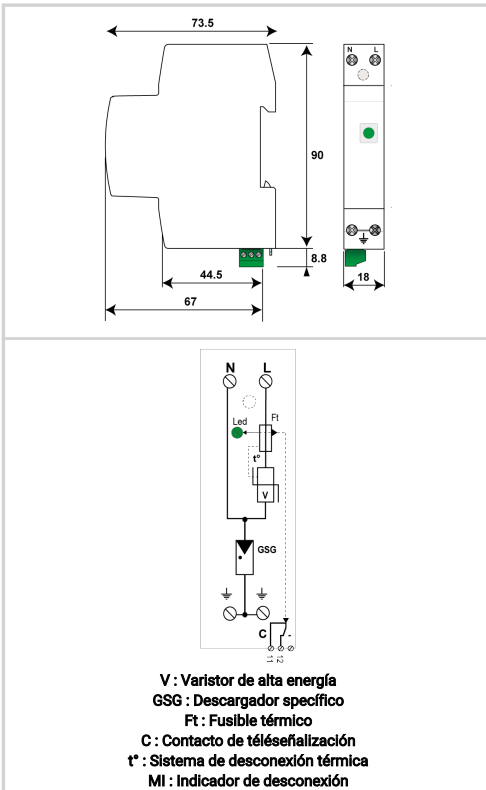 73.5
N L
90
8.8
44.5
18
67
N L
Led
Ft
t°
V
GSG
C
-
11
12
V : Varistor de alta energía
GSG : Descargador específico
Ft : Fusible térmico
C : Contacto de téléseñalización
t° : Sistema de desconexión térmica
MI : Indicador de desconexión